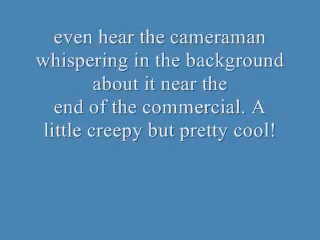 even hear the cameraman
whispering in the background
about it near the
end of the commercial. A
little creepy but pretty cool!